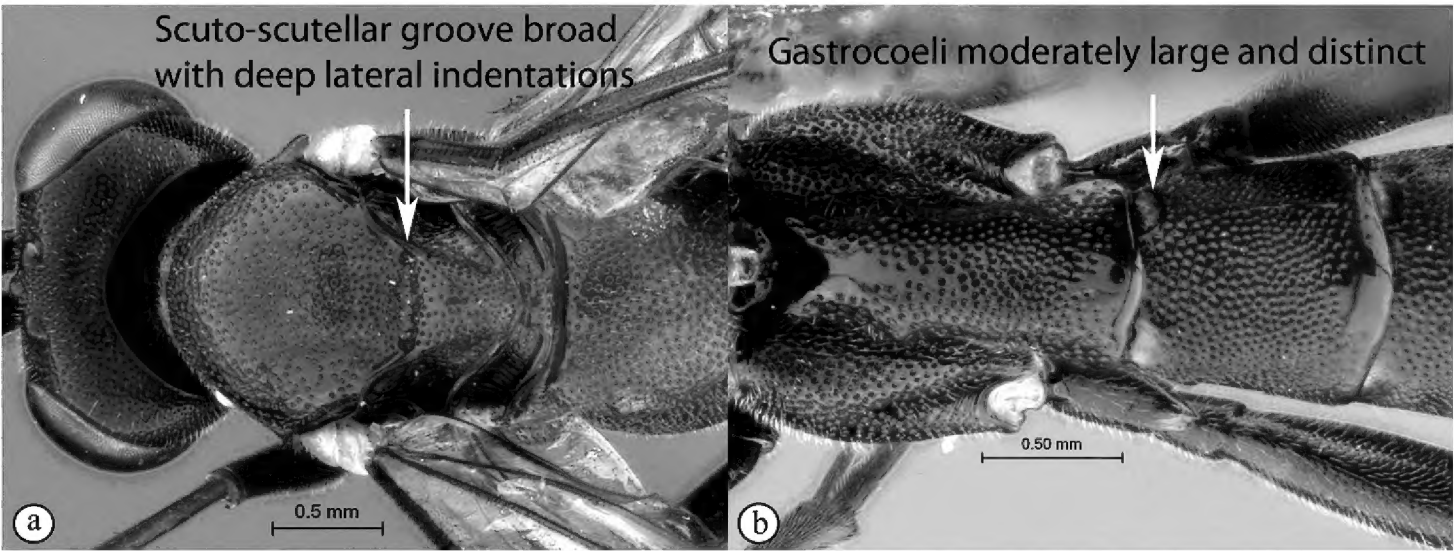 Scuto-scutellar groove broad
with deep lateral indentations
Gastrocoeli moderately large and distinct
0.5 mm
0.50 mm
a
b